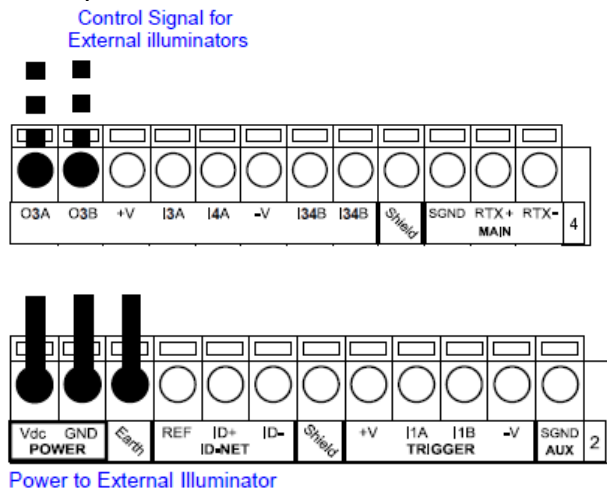 Control Signal for
External illuminators
O3A O3B +V I3A I4A -V I34B I34B Shield SGND RTX+ RTX-
MAIN
4
Vdc GND Earth REF ID+ ID- Shield +V I1A I1B -V SGND
POWER ID-NET TRIGGER AUX
2
Power to External Illuminator